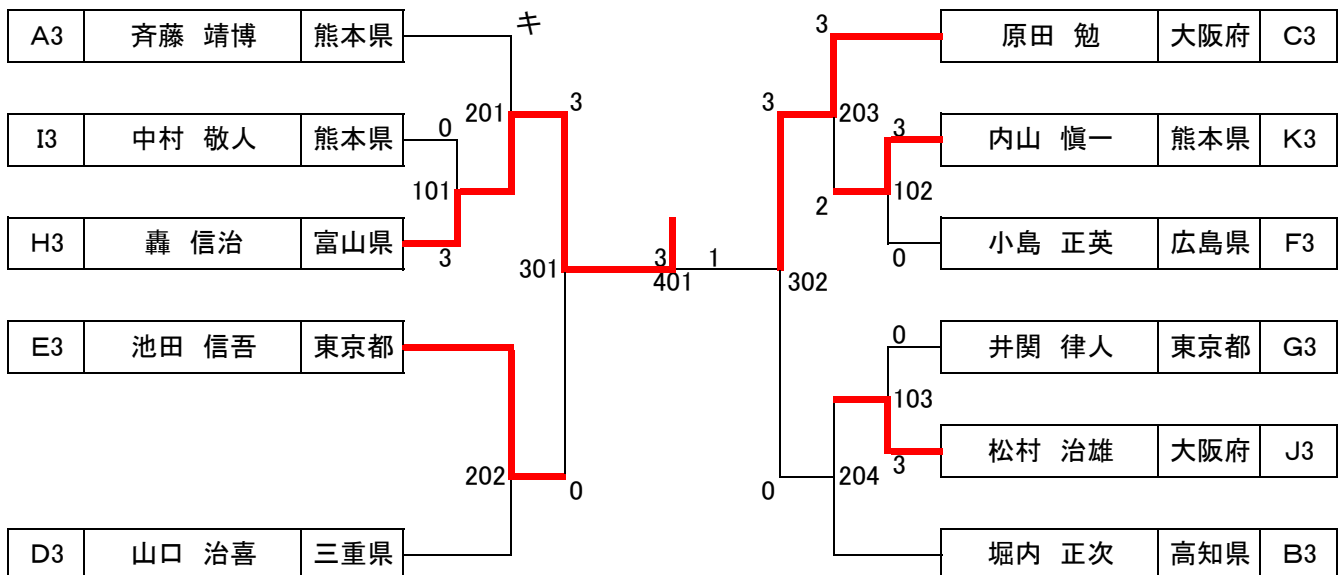 キ 3
A3 斉藤 靖博 熊本県 原田 勉 大阪府 C3
201 3 3 203
I3 中村 敬人 熊本県 0 3 内山 愼一 熊本県 K3
101 2 102
H3 轟 信治 富山県 3 0 小島 正英 広島県 F3
301 3 1 302
401
E3 池田 信吾 東京都 0 井関 律人 東京都 G3
103
3 松村 治雄 大阪府 J3
202 0 0 204
D3 山口 治喜 三重県 堀内 正次 高知県 B3